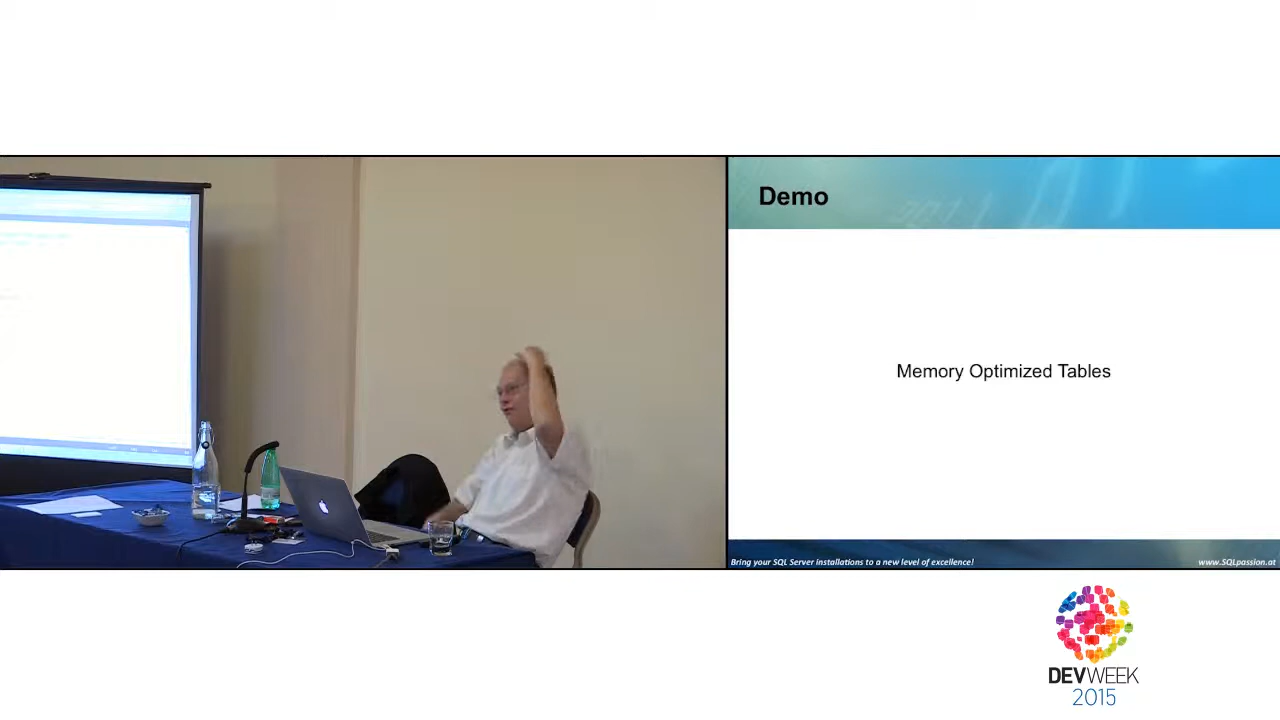 Demo
Memory Optimized Tables
Bring your SQL Server installations to a new level of excellence!
www.SQLpassion.at
DEVWEEK
2015